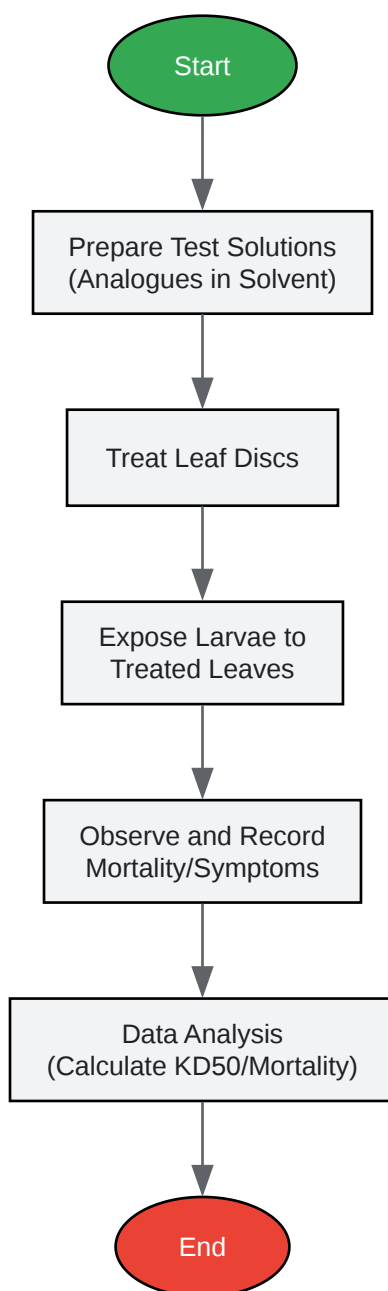 Start
Prepare Test Solutions
(Analogues in Solvent)
Treat Leaf Discs
Expose Larvae to
Treated Leaves
Observe and Record
Mortality/Symptoms
Data Analysis
(Calculate KD50/Mortality)
End